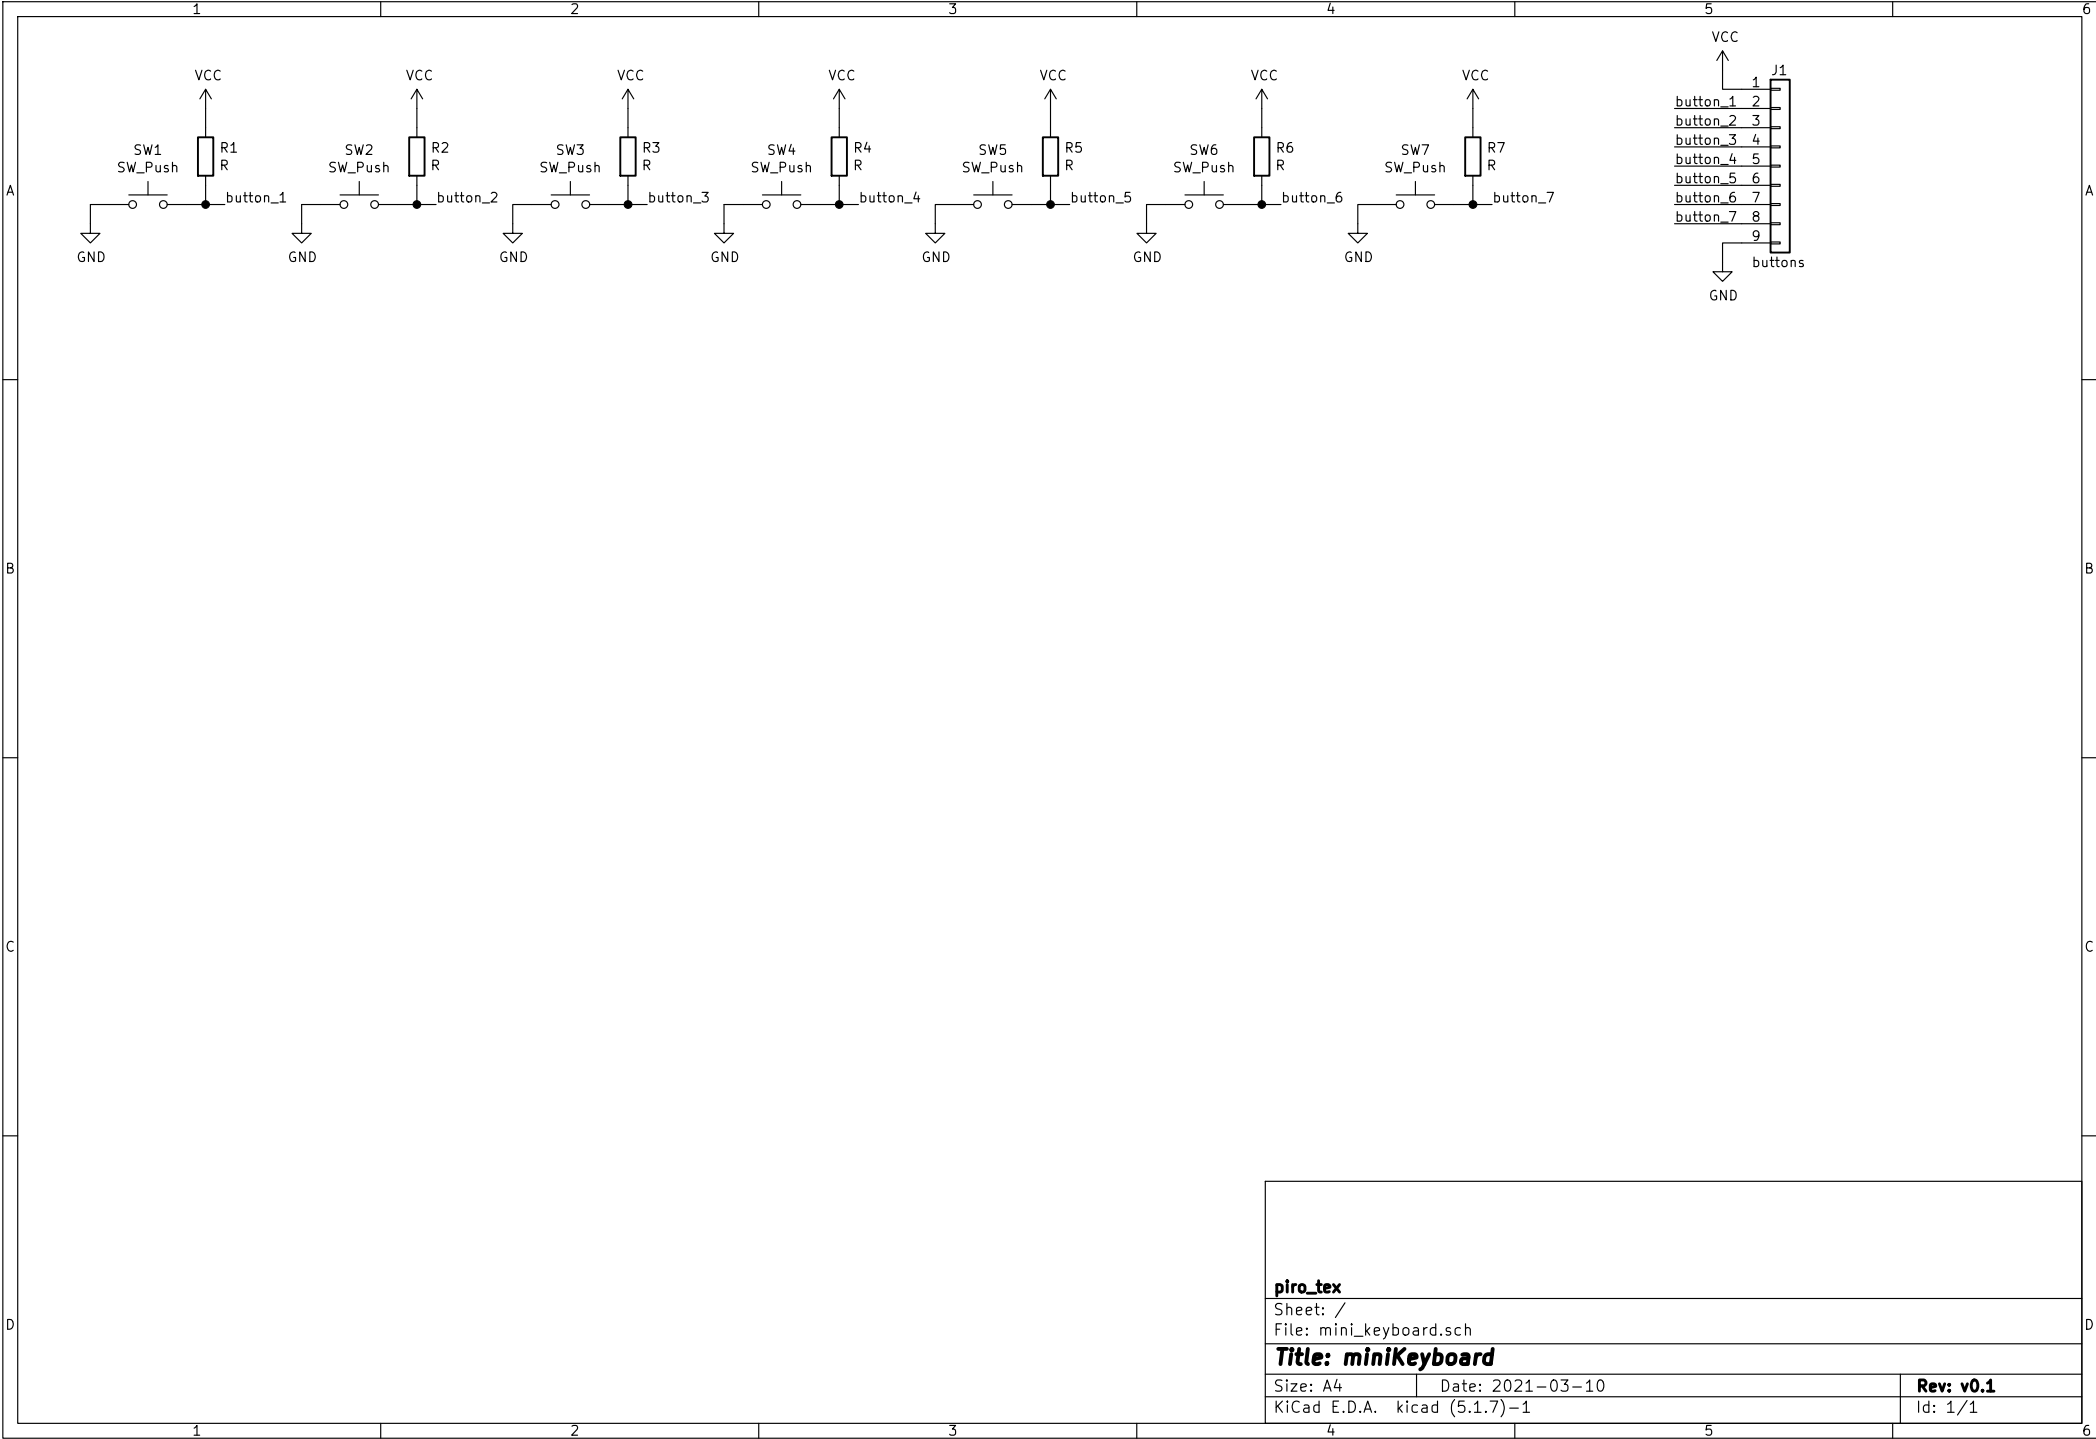 1 2 3 4 5 6
VCC
VCC VCC VCC VCC VCC VCC VCC
J1
1
button_1 2
button_2 3
button_3 4
button_4 5
button_5 6
button_6 7
button_7 8
9
buttons
GND
SW1 R1 SW2 R2 SW3 R3 SW4 R4 SW5 R5 SW6 R6 SW7 R7
SW_Push R SW_Push R SW_Push R SW_Push R SW_Push R SW_Push R SW_Push R
A A
button_1 button_2 button_3 button_4 button_5 button_6 button_7
GND GND GND GND GND GND GND
B B
C C
piro_tex
Sheet: /
File: mini_keyboard.sch
D D
Title: miniKeyboard
Size: A4 Date: 2021-03-10 Rev: v0.1
KiCad E.D.A. kicad (5.1.7)-1 Id: 1/1
1 2 3 4 5 6